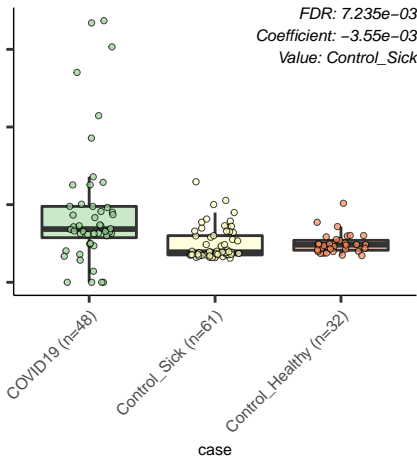 FDR: 7.235e−03
Coefficient: −3.55e−03
Value: Control_Sick
COVID19 (n=48)
Control_Sick (n=61)
Control_Healthy (n=32)
case